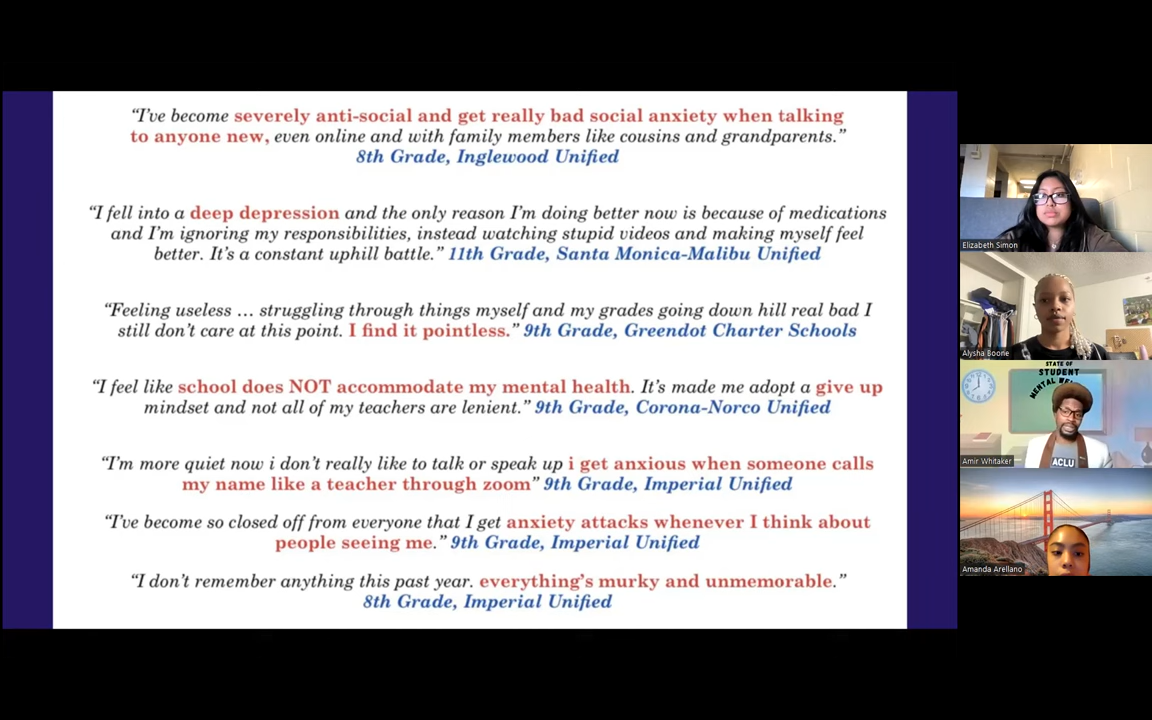 “I’ve become severely anti-social and get really bad social anxiety when talking
to anyone new, even online and with family members like cousins and grandparents.”
8th Grade, Inglewood Unified
“I fell into a deep depression and the only reason I’m doing better now is because of medications
and I’m ignoring my responsibilities, instead watching stupid videos and making myself feel
better. It’s a constant uphill battle.” 11th Grade, Santa Monica-Malibu Unified
“Feeling useless … struggling through things myself and my grades going down hill real bad I
still don’t care at this point. I find it pointless.” 9th Grade, Greendot Charter Schools
“I feel like school does NOT accommodate my mental health. It’s made me adopt a give up
mindset and not all of my teachers are lenient.” 9th Grade, Corona-Norco Unified
“I’m more quiet now i don’t really like to talk or speak up i get anxious when someone calls
my name like a teacher through zoom” 9th Grade, Imperial Unified
“I’ve become so closed off from everyone that I get anxiety attacks whenever I think about
people seeing me.” 9th Grade, Imperial Unified
“I don’t remember anything this past year. everything’s murky and unmemorable.”
8th Grade, Imperial Unified
Elizabeth Simon
Alysha Boone
STATE OF
STUDENT
MENTAL
ACLU
Amir Whitaker
Amanda Arellano